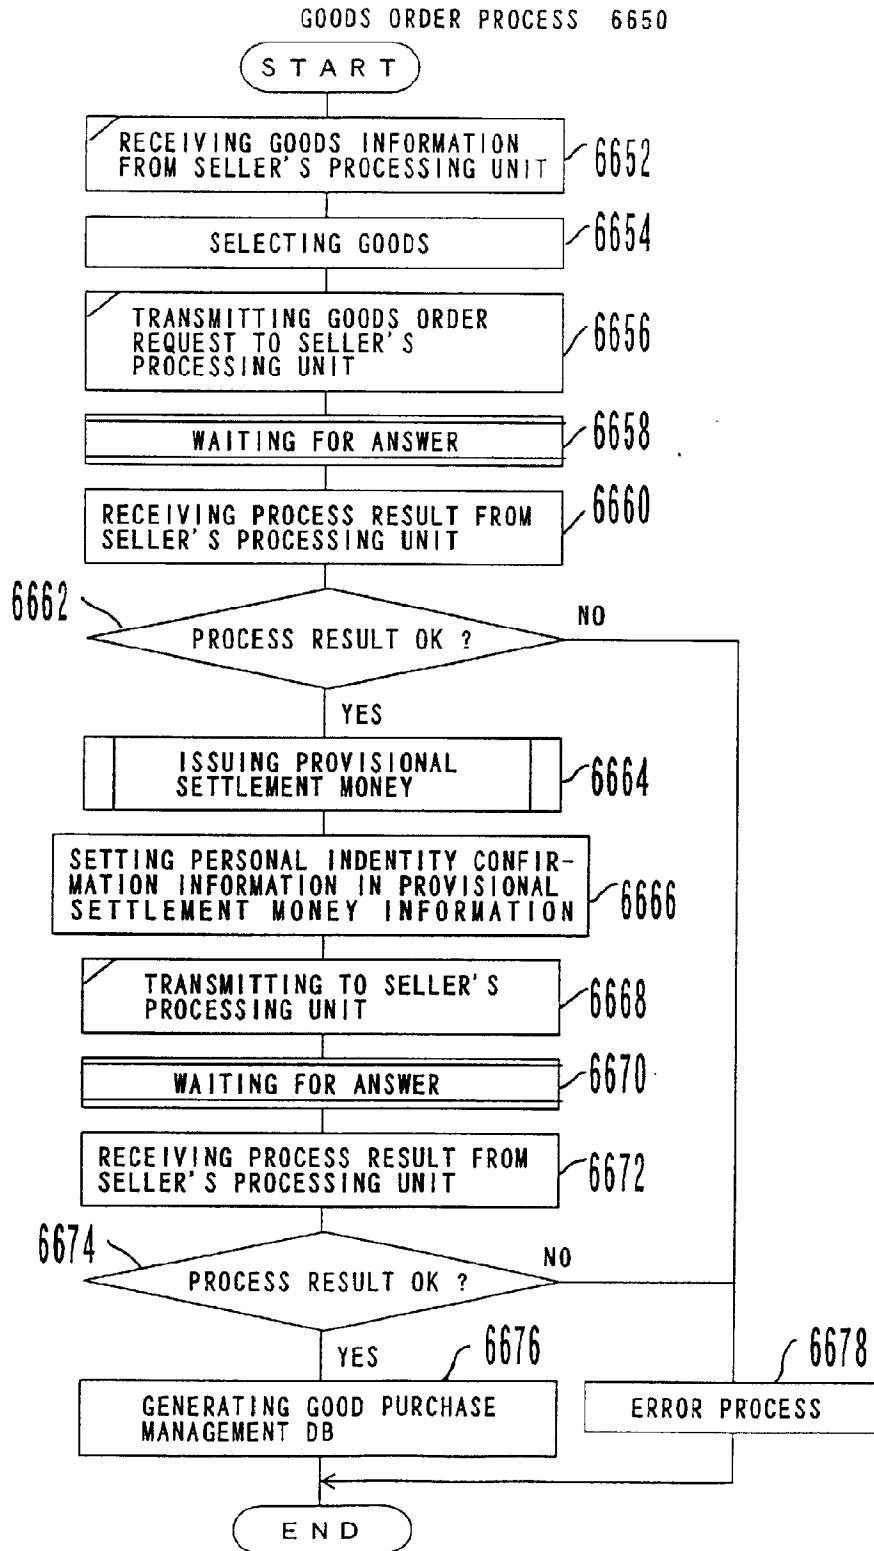 GOODS ORDER PROCESS 6650
START
RECEIVING GOODS INFORMATION
FROM SELLER'S PROCESSING UNIT
6652
SELECTING GOODS
6654
TRANSMITTING GOODS ORDER
REQUEST TO SELLER'S
PROCESSING UNIT
6656
WAITING FOR ANSWER
6658
RECEIVING PROCESS RESULT FROM
SELLER'S PROCESSING UNIT
6660
6662
PROCESS RESULT OK ?
NO
YES
ISSUING PROVISIONAL
SETTLEMENT MONEY
6664
SETTING PERSONAL INDENTITY CONFIR-
MATION INFORMATION IN PROVISIONAL
SETTLEMENT MONEY INFORMATION
6666
TRANSMITTING TO SELLER'S
PROCESSING UNIT
6668
WAITING FOR ANSWER
6670
RECEIVING PROCESS RESULT FROM
SELLER'S PROCESSING UNIT
6672
6674
PROCESS RESULT OK ?
NO
YES
6676
GENERATING GOOD PURCHASE
MANAGEMENT DB
6678
ERROR PROCESS
END